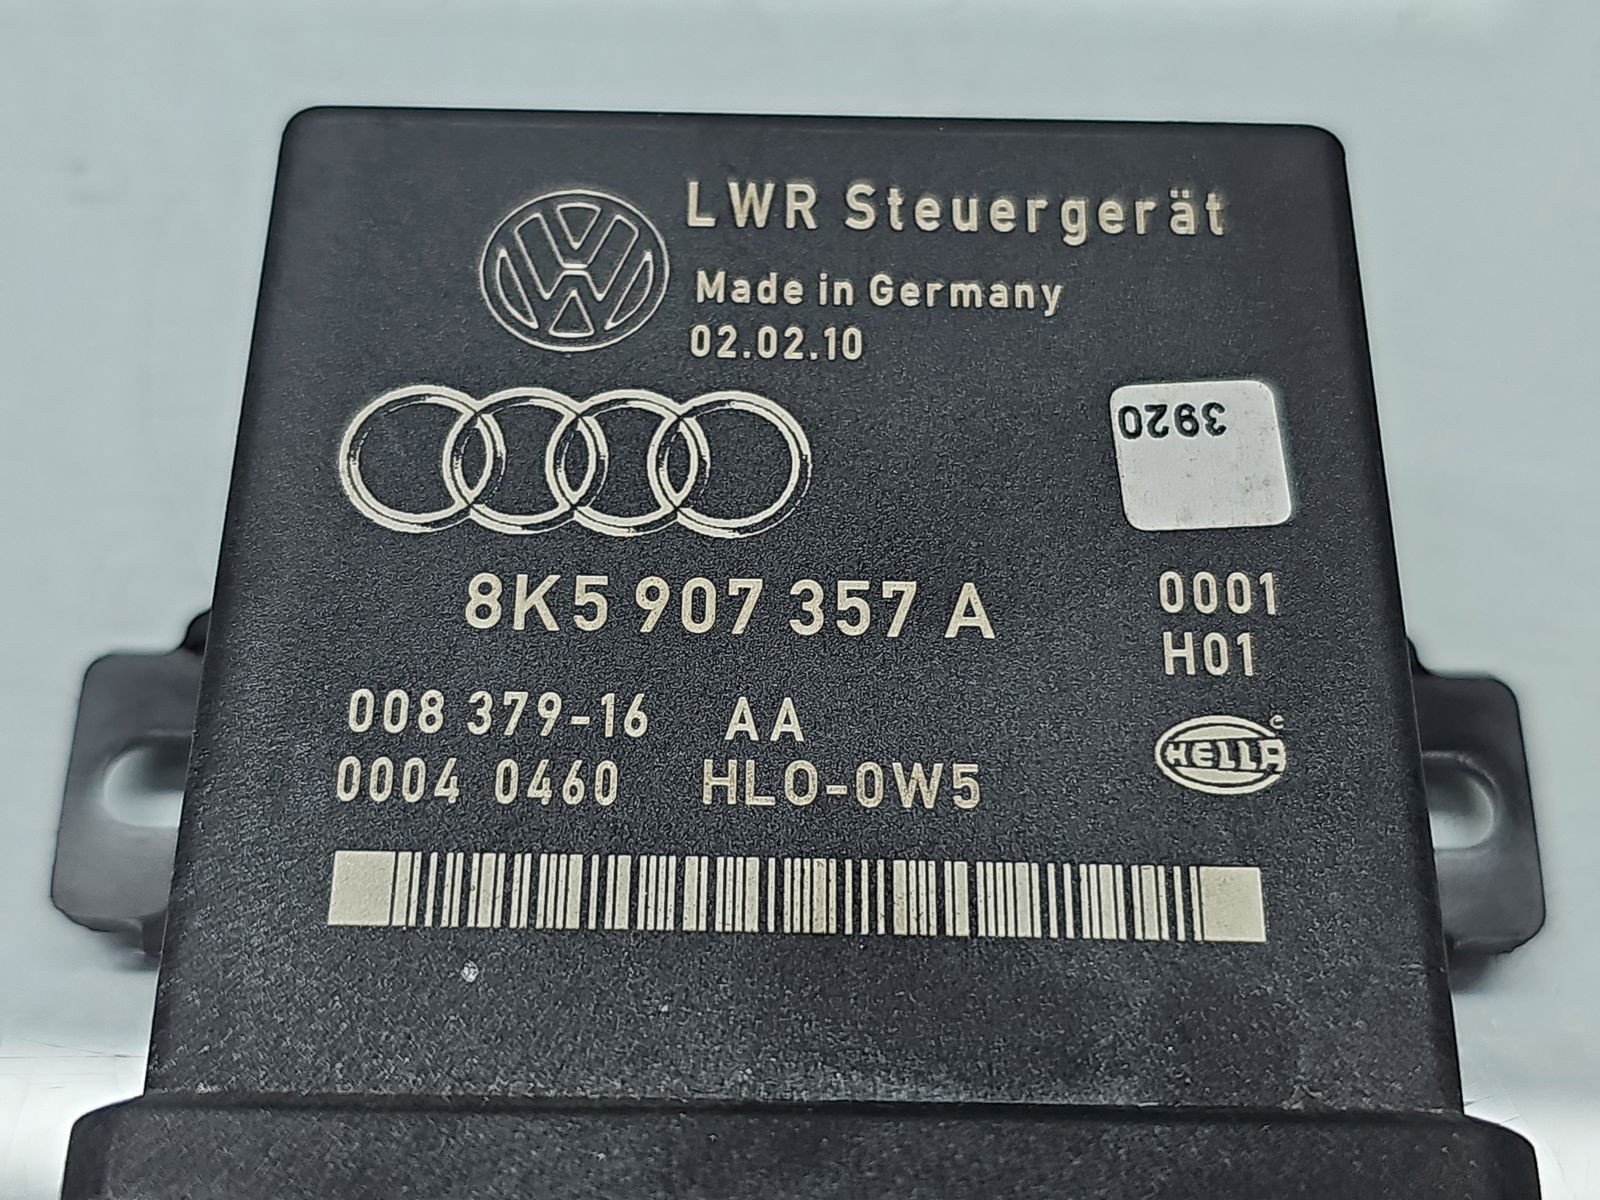 LWR Steuergerät
Made in Germany
02.02.10
3920
8K5 907 357 A
0001
H01
008 379-16 AA
0004 0460 HLO-0W5
HELLA